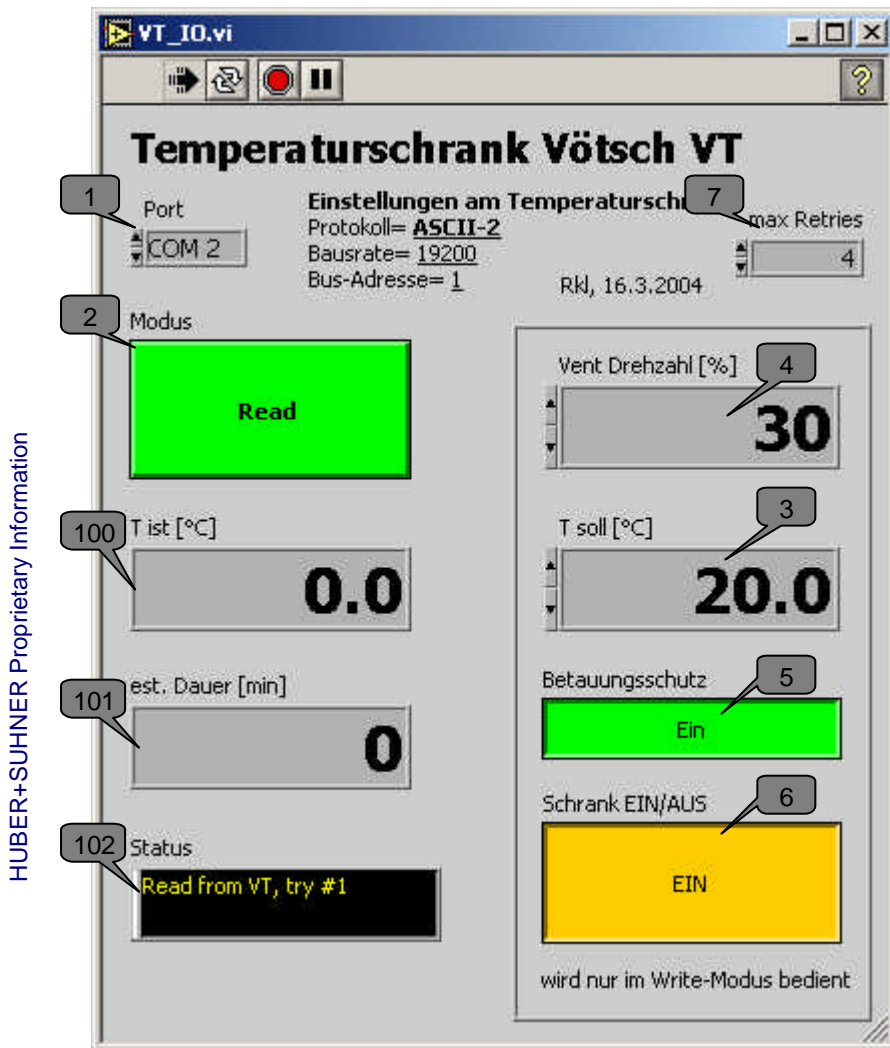 VT_IO.vi
Temperaturschrank Vötsch VT
1
Port
COM 2
Einstellungen am Temperatursch
Protokoll= ASCII-2
Bausrate= 19200
Bus-Adresse= 1
Rkl, 16.3.2004
7
max Retries
4
2
Modus
Read
Vent Drehzahl [%]
4
30
100
T ist [°C]
0.0
T soll [°C]
3
20.0
101
est. Dauer [min]
0
Betauungsschutz
5
Ein
Schrank EIN/AUS
6
EIN
102
Status
Read from VT, try #1
wird nur im Write-Modus bedient
HUBER+SUHNER Proprietary Information